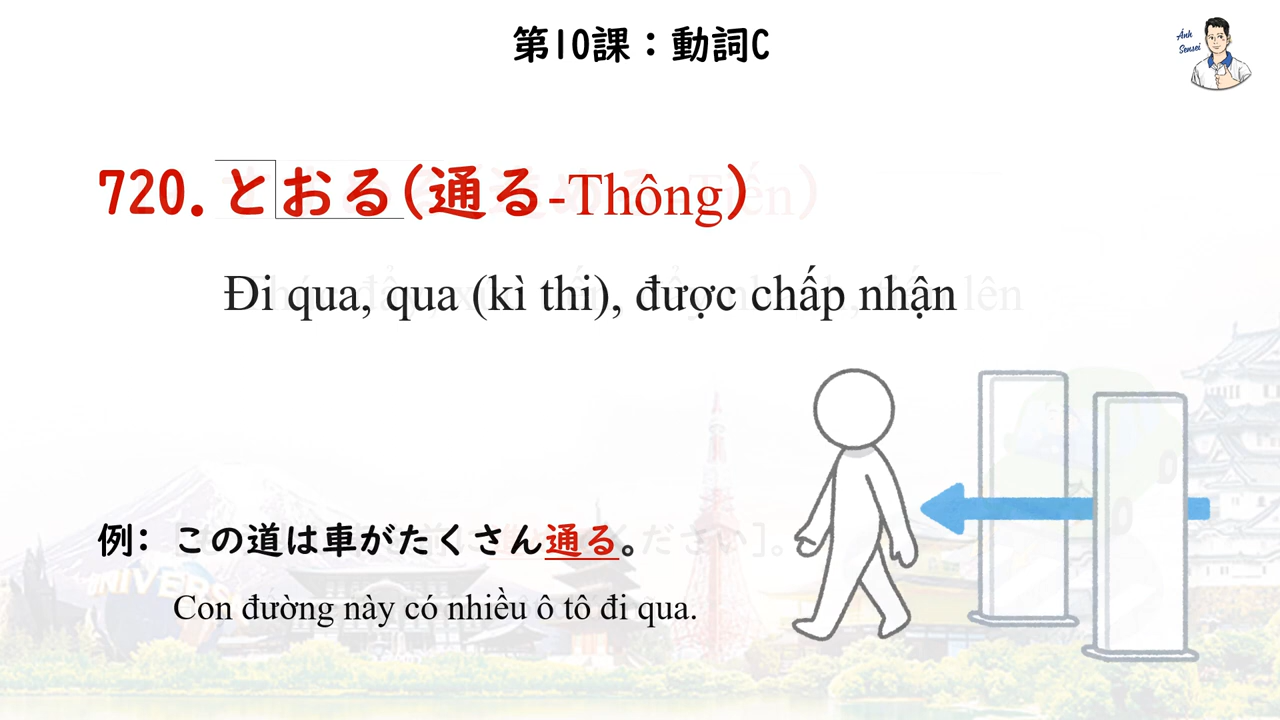 第10課：動詞C
Ánh
Sensei
720. とおる(通る-Thông)
Đi qua, qua (kì thi), được chấp nhận
例: この道は車がたくさん通る。
Con đường này có nhiều ô tô đi qua.